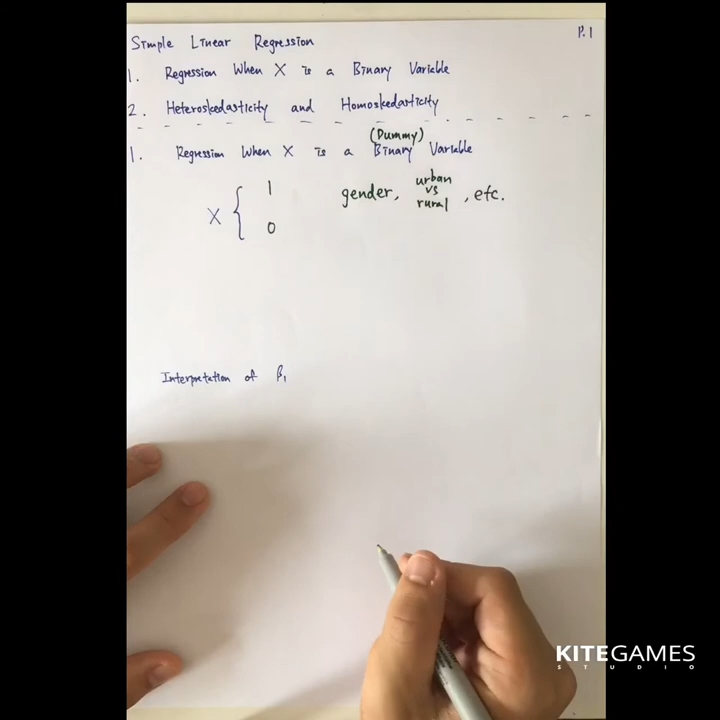 P.1
Simple Linear Regression
1. Regression When X is a Binary Variable
2. Heteroskedasticity and Homoskedasticity
(Dummy)
1. Regression When X is a Binary Variable
X { 1
0
gender, urban vs rural, etc.
Interpretation of β₁
KITEGAMES
STUDIO